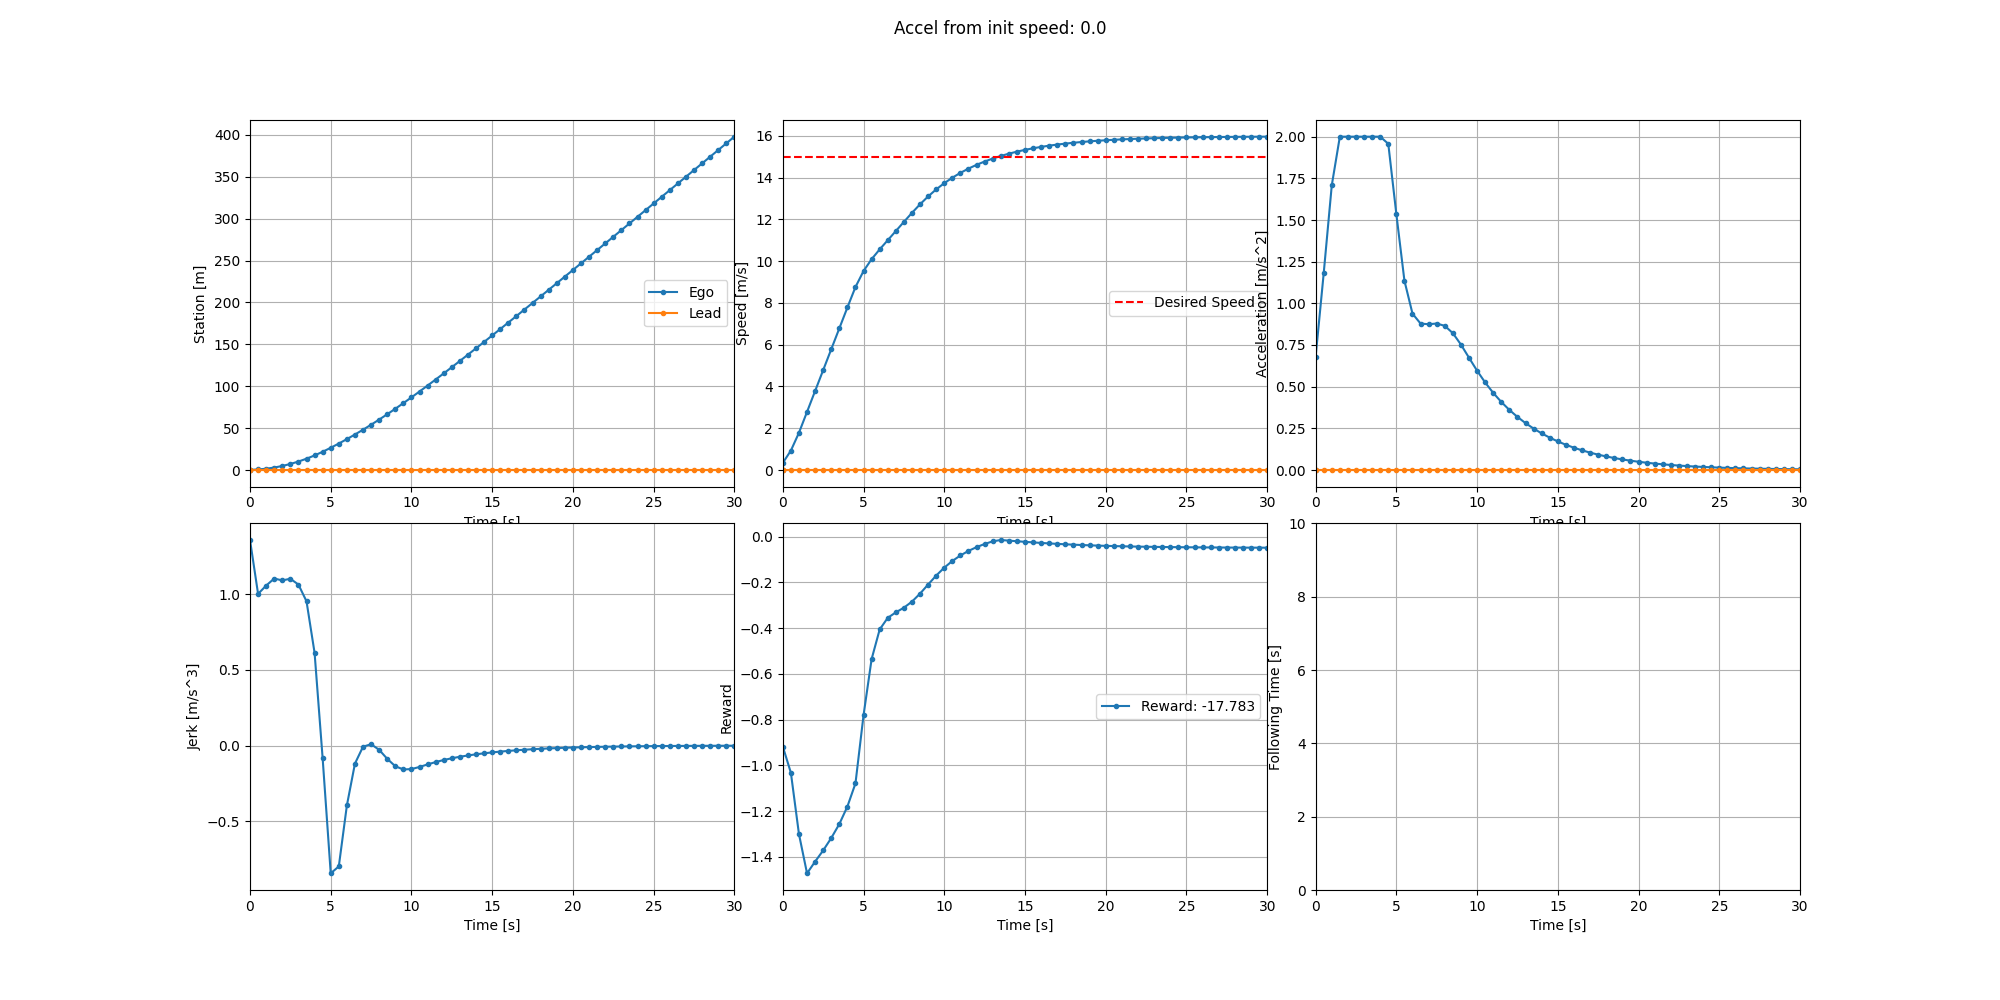 Accel from init speed: 0.0
Station [m]
400
350
300
250
200
150
100
50
0
0 5 10 15 20 25 30
Time [s]
Ego
Lead
Speed [m/s]
16
14
12
10
8
6
4
2
0
0 5 10 15 20 25 30
Time [s]
Desired Speed
Acceleration [m/s^2]
2.00
1.75
1.50
1.25
1.00
0.75
0.50
0.25
0.00
0 5 10 15 20 25 30
Time [s]
Jerk [m/s^3]
1.0
0.5
0.0
−0.5
0 5 10 15 20 25 30
Time [s]
Reward
0.0
−0.2
−0.4
−0.6
−0.8
−1.0
−1.2
−1.4
0 5 10 15 20 25 30
Time [s]
Reward: -17.783
Following Time [s]
10
8
6
4
2
0
0 5 10 15 20 25 30
Time [s]